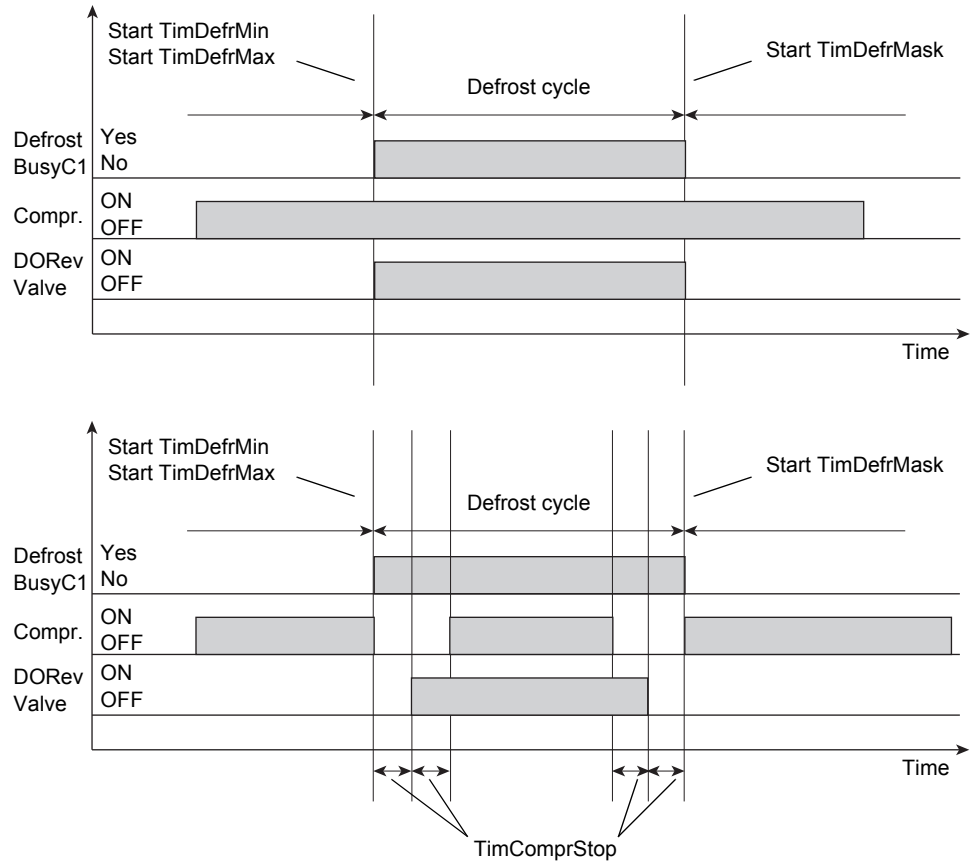 Start TimDefrMin
Start TimDefrMax
Start TimDefrMask
Defrost cycle
Defrost
BusyC1
Yes
No
Compr.
ON
OFF
DORev
Valve
ON
OFF
Time
Start TimDefrMin
Start TimDefrMax
Start TimDefrMask
Defrost cycle
Defrost
BusyC1
Yes
No
Compr.
ON
OFF
DORev
Valve
ON
OFF
Time
TimComprStop